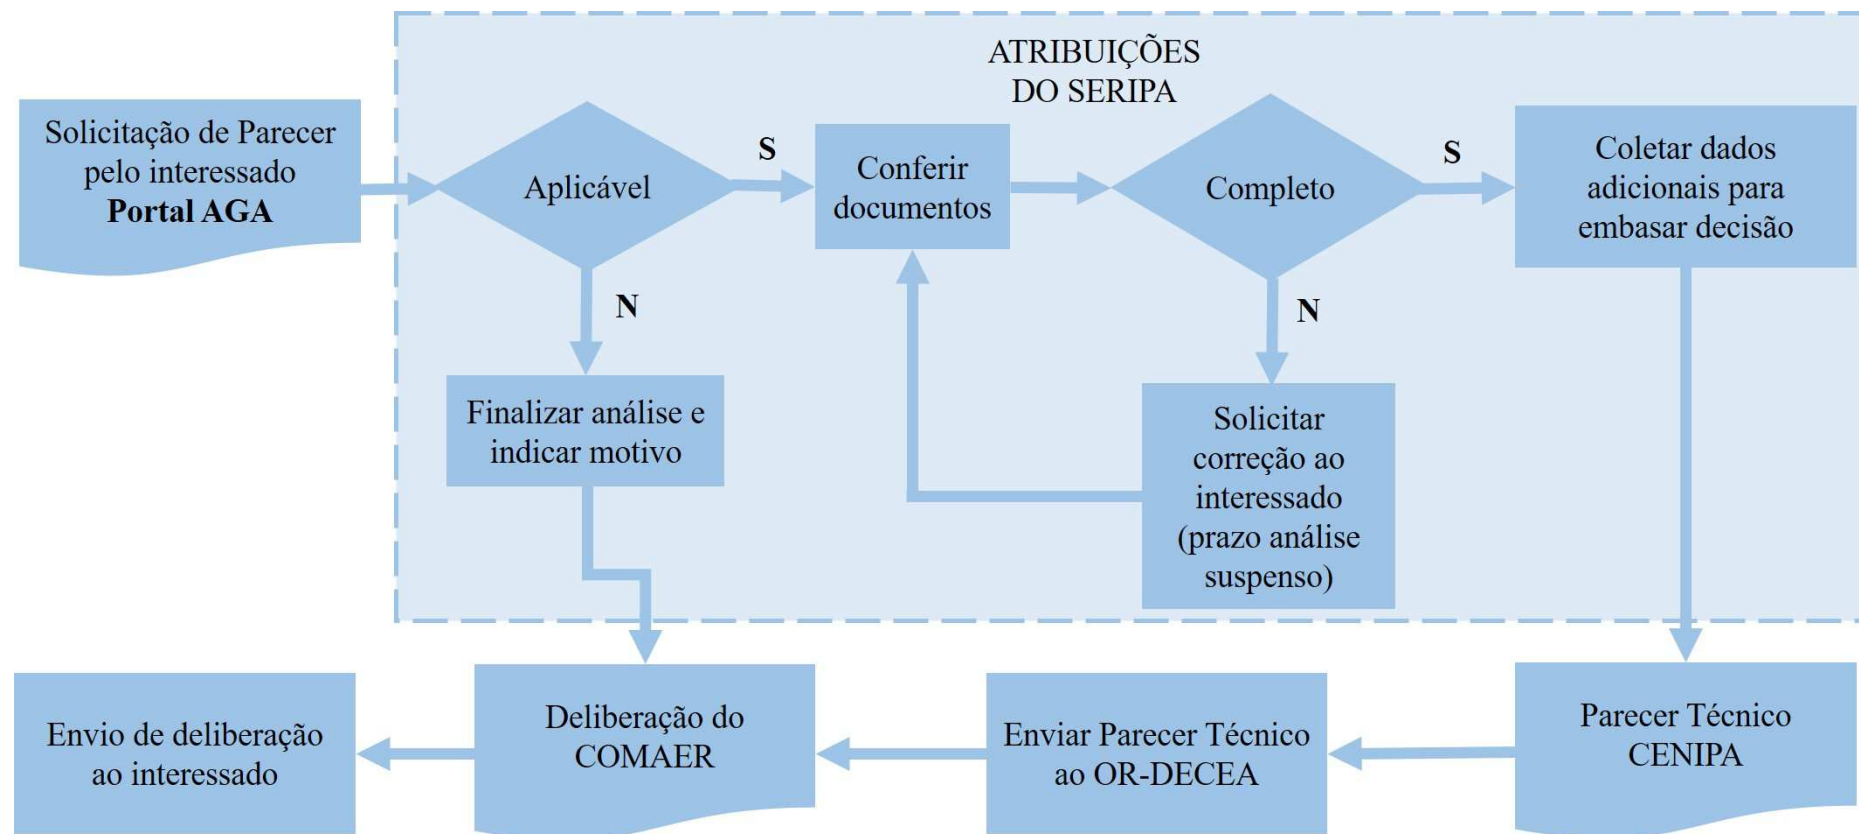 ATRIBUIÇÕES
DO SERIPA
Solicitação de Parecer
pelo interessado
Portal AGA
Aplicável
S
Conferir
documentos
Completo
S
Coletar dados
adicionais para
embasar decisão
N
N
Finalizar análise e
indicar motivo
Solicitar
correção ao
interessado
(prazo análise
suspenso)
Envio de deliberação
ao interessado
Deliberação do
COMAER
Enviar Parecer Técnico
ao OR-DECEA
Parecer Técnico
CENIPA